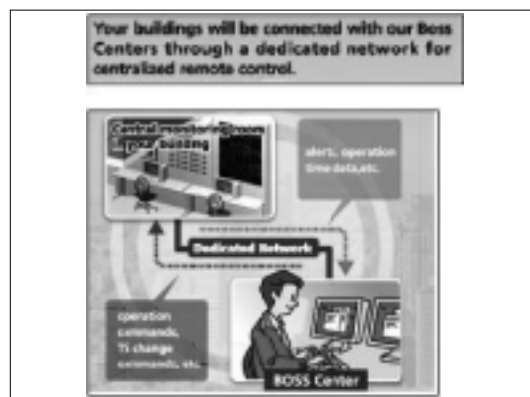 Your buildings will be connected with our Boss
Centers through a dedicated network for
centralized remote control.
Central monitoring room
in your building
alerts, operation
time data,etc.
Dedicated Network
operation
commands,
Ti change
commands, etc.
BOSS Center